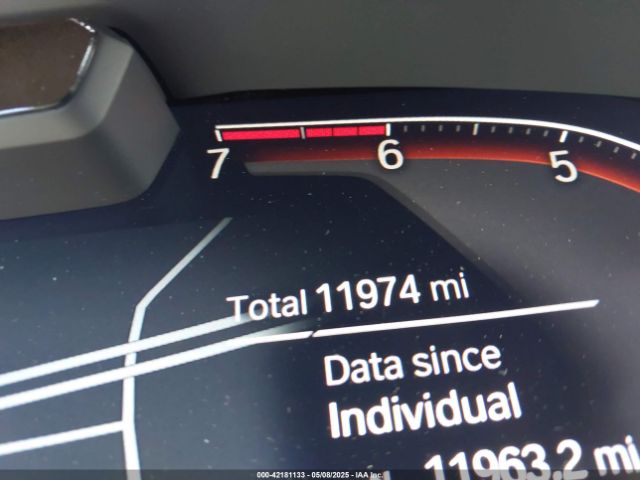 7 6 5
Total 11974 mi
Data since
Individual
11963.2 mi
000-42181133 - 05/08/2025 - © IAA Inc.